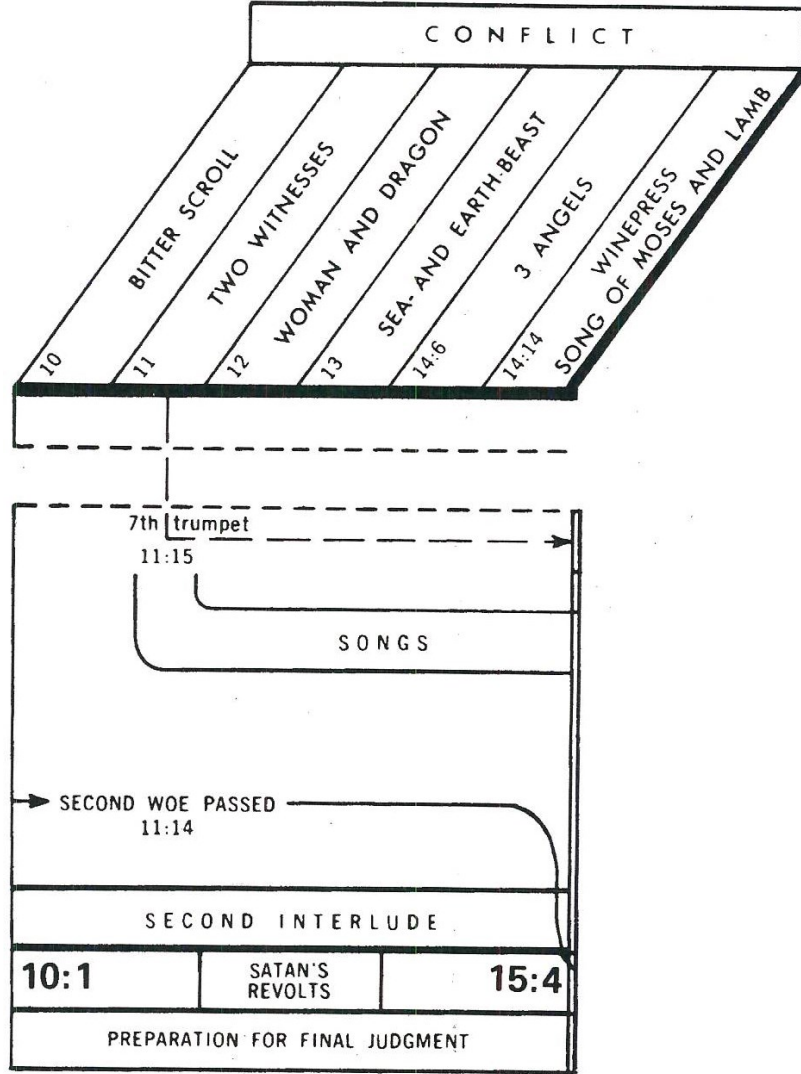 CONFLICT
BITTER SCROLL
TWO WITNESSES
WOMAN AND DRAGON
SEA- AND EARTH-BEAST
3 ANGELS
WINEPRESS
SONG OF MOSES AND LAMB
10
11
12
13
14:6
14:14
7th trumpet
11:15
SONGS
SECOND WOE PASSED
11:14
SECOND INTERLUDE
10:1
SATAN'S
REVOLTS
15:4
PREPARATION FOR FINAL JUDGMENT